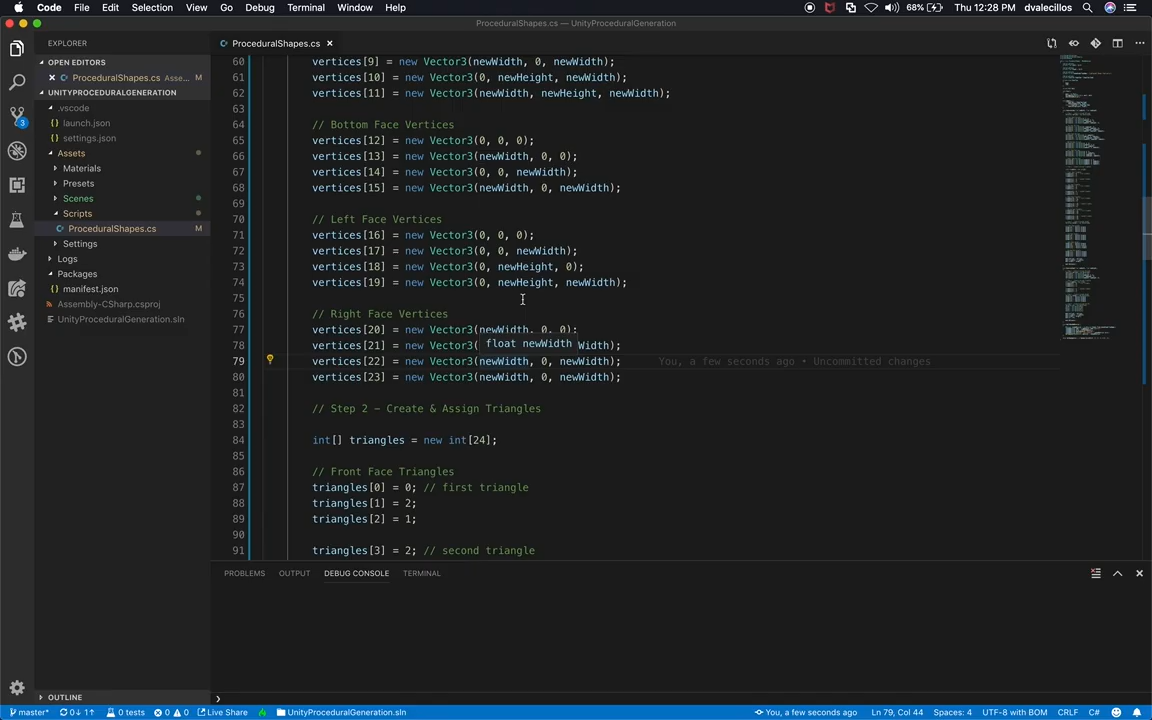 Code File Edit Selection View Go Debug Terminal Window Help
68% Thu 12:28 PM dvalecillos
ProceduralShapes.cs — UnityProceduralGeneration
EXPLORER
OPEN EDITORS
ProceduralShapes.cs Asse... M
UNITYPROCEDURALGENERATION
.vscode
launch.json
settings.json
Assets
Materials
Presets
Scenes
Scripts
ProceduralShapes.cs M
Settings
Logs
Packages
manifest.json
Assembly-CSharp.csproj
UnityProceduralGeneration.sln
OUTLINE
3
ProceduralShapes.cs
60 vertices[9] = new Vector3(newWidth, 0, newWidth);
61 vertices[10] = new Vector3(0, newHeight, newWidth);
62 vertices[11] = new Vector3(newWidth, newHeight, newWidth);
63
64 // Bottom Face Vertices
65 vertices[12] = new Vector3(0, 0, 0);
66 vertices[13] = new Vector3(newWidth, 0, 0);
67 vertices[14] = new Vector3(0, 0, newWidth);
68 vertices[15] = new Vector3(newWidth, 0, newWidth);
69
70 // Left Face Vertices
71 vertices[16] = new Vector3(0, 0, 0);
72 vertices[17] = new Vector3(0, 0, newWidth);
73 vertices[18] = new Vector3(0, newHeight, 0);
74 vertices[19] = new Vector3(0, newHeight, newWidth);
75
76 // Right Face Vertices
77 vertices[20] = new Vector3(newWidth, 0, 0);
float newWidth
78 vertices[21] = new Vector3( Width);
79 vertices[22] = new Vector3(newWidth, 0, newWidth); You, a few seconds ago • Uncommitted changes
80 vertices[23] = new Vector3(newWidth, 0, newWidth);
81
82 // Step 2 – Create & Assign Triangles
83
84 int[] triangles = new int[24];
85
86 // Front Face Triangles
87 triangles[0] = 0; // first triangle
88 triangles[1] = 2;
89 triangles[2] = 1;
90
91 triangles[3] = 2; // second triangle
PROBLEMS OUTPUT DEBUG CONSOLE TERMINAL
master* 0↓ 1↑ 0 tests 0 0 Live Share UnityProceduralGeneration.sln You, a few seconds ago Ln 79, Col 44 Spaces: 4 UTF-8 with BOM CRLF C#